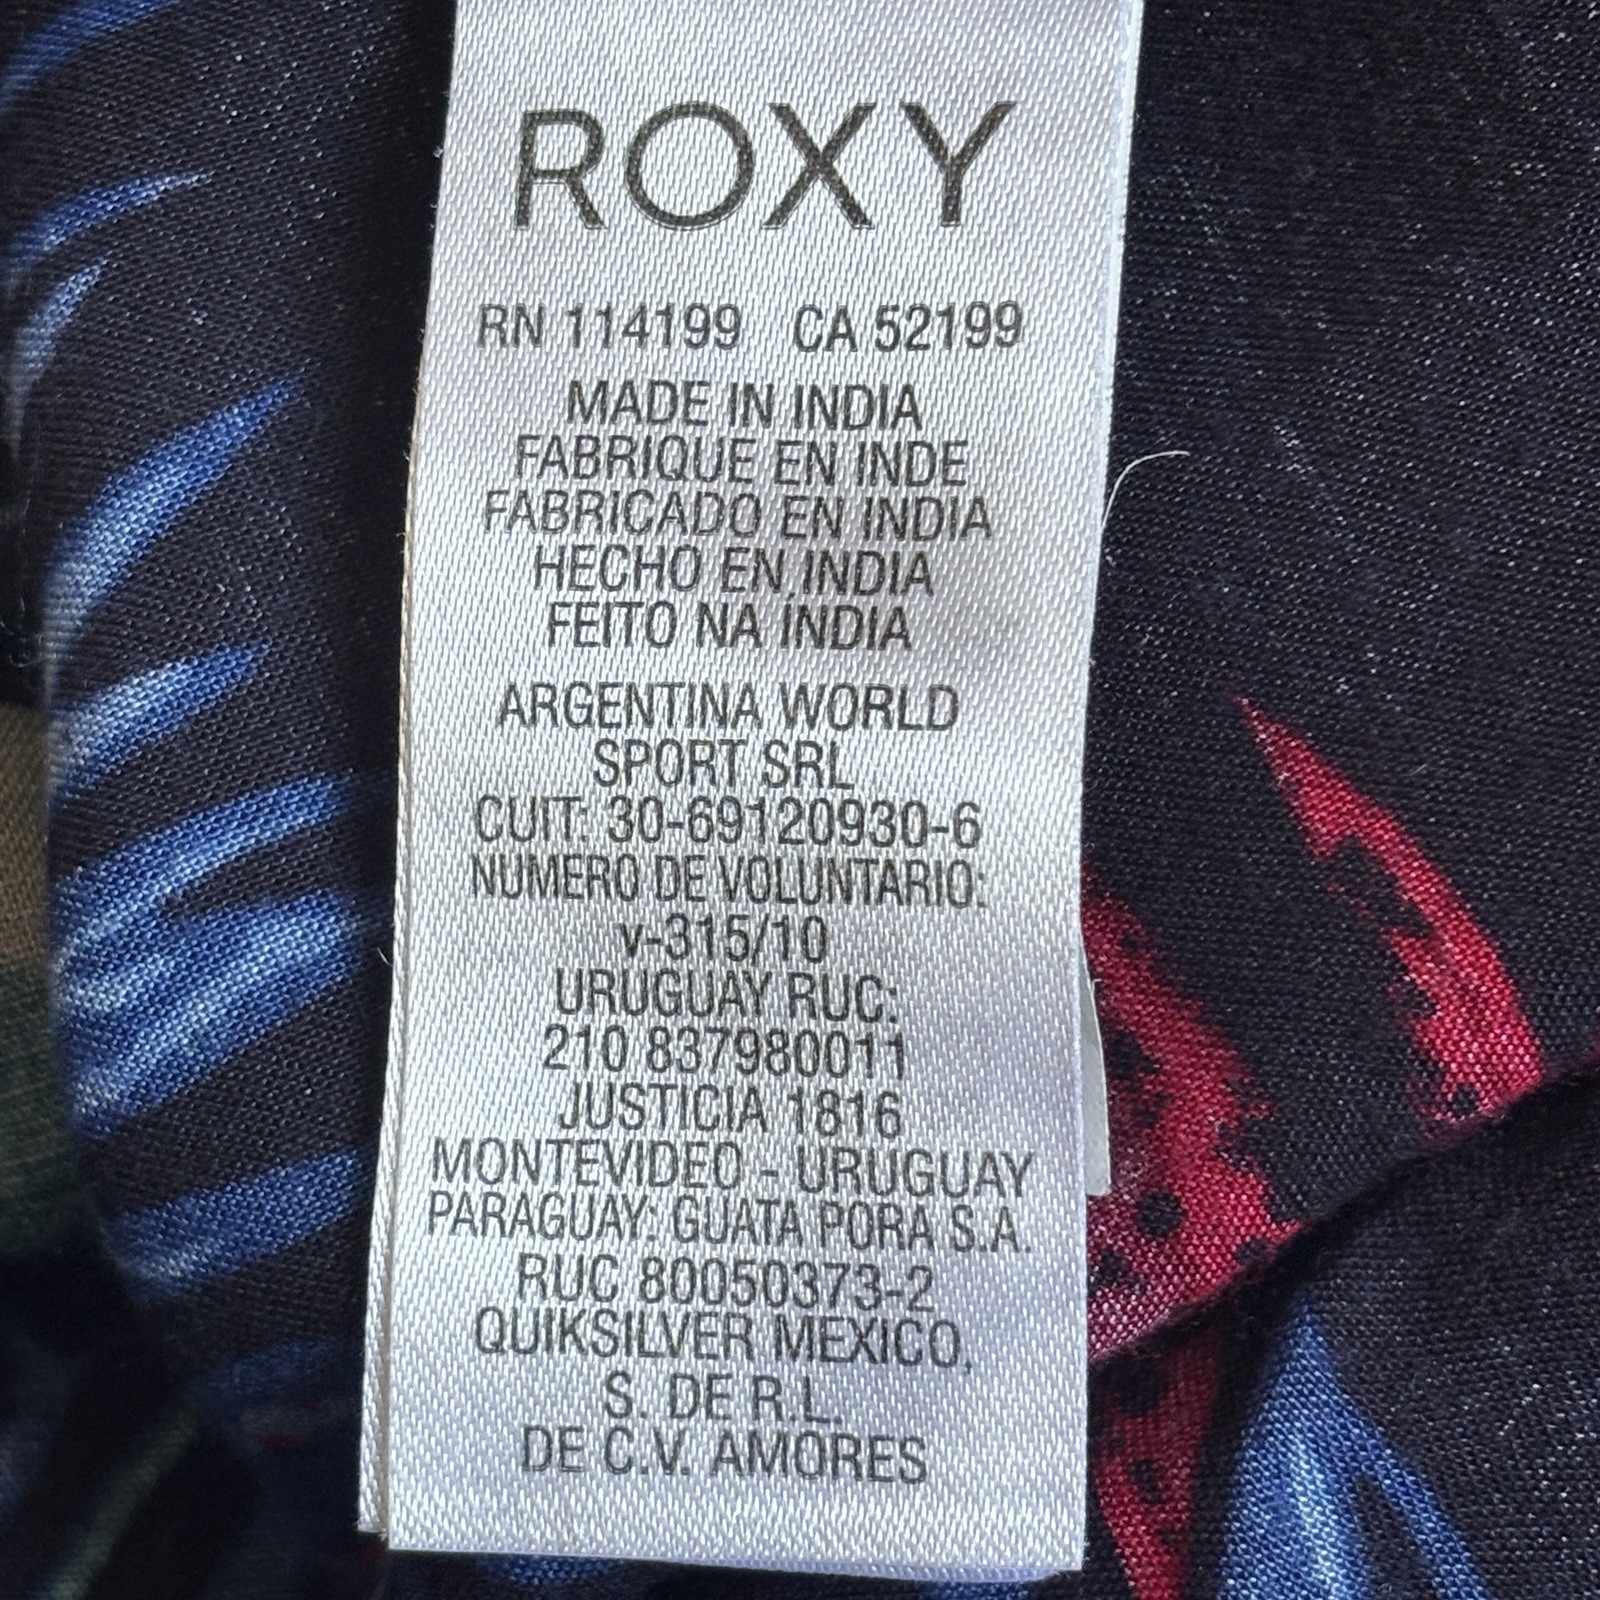 ROXY
RN 114199 CA 52199
MADE IN INDIA
FABRIQUE EN INDE
FABRICADO EN INDIA
HECHO EN INDIA
FEITO NA ÍNDIA
ARGENTINA WORLD
SPORT SRL
CUIT: 30-69120930-6
NUMERO DE VOLUNTARIO:
v-315/10
URUGUAY RUC:
210 837980011
JUSTICIA 1816
MONTEVIDEO - URUGUAY
PARAGUAY: GUATA PORA S.A.
RUC 80050373-2
QUIKSILVER MEXICO,
S. DE R.L.
DE C.V. AMORES